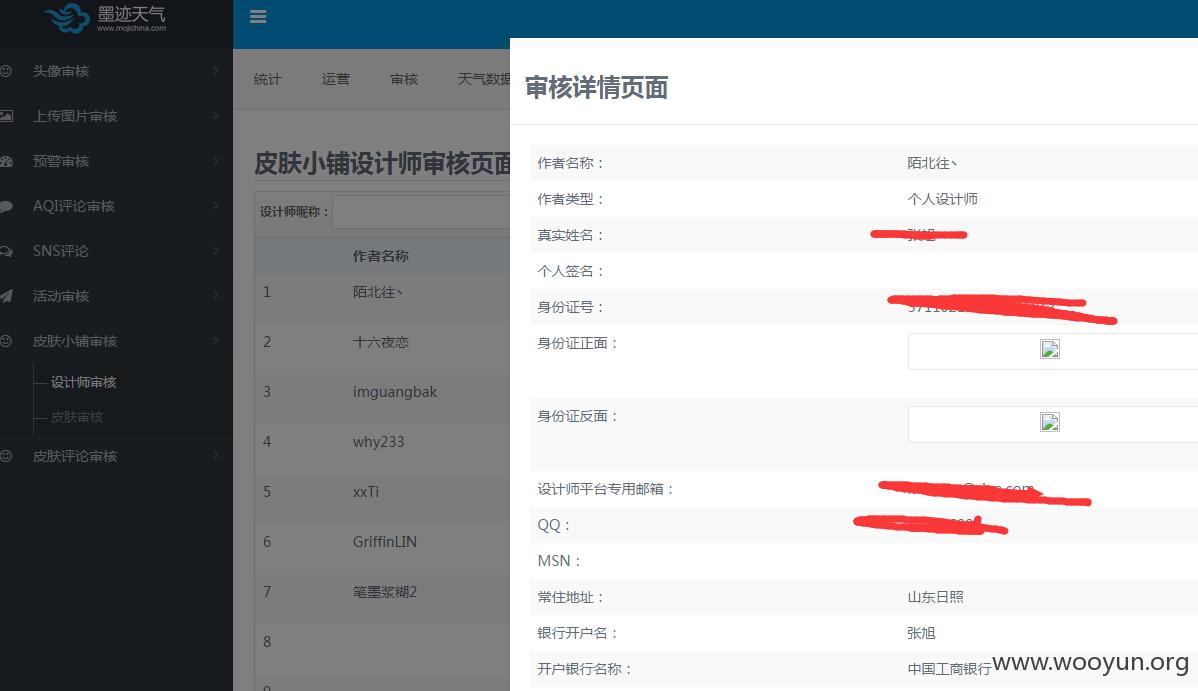 墨迹天气
www.mojichina.com
头像审核
上传图片审核
预警审核
AQI评论审核
SNS评论
活动审核
皮肤小铺审核
设计师审核
皮肤审核
皮肤评论审核
统计 运营 审核 天气数据
皮肤小铺设计师审核页面
设计师昵称：
作者名称
1 陌北往丶
2 十六夜恋
3 imguangbak
4 why233
5 xxTi
6 GriffinLIN
7 笔墨浆糊2
8
9
审核详情页面
作者名称： 陌北往丶
作者类型： 个人设计师
真实姓名：
个人签名：
身份证号：
身份证正面：
身份证反面：
设计师平台专用邮箱：
QQ：
MSN：
常住地址： 山东日照
银行开户名： 张旭
开户银行名称： 中国工商银行
www.wooyun.org